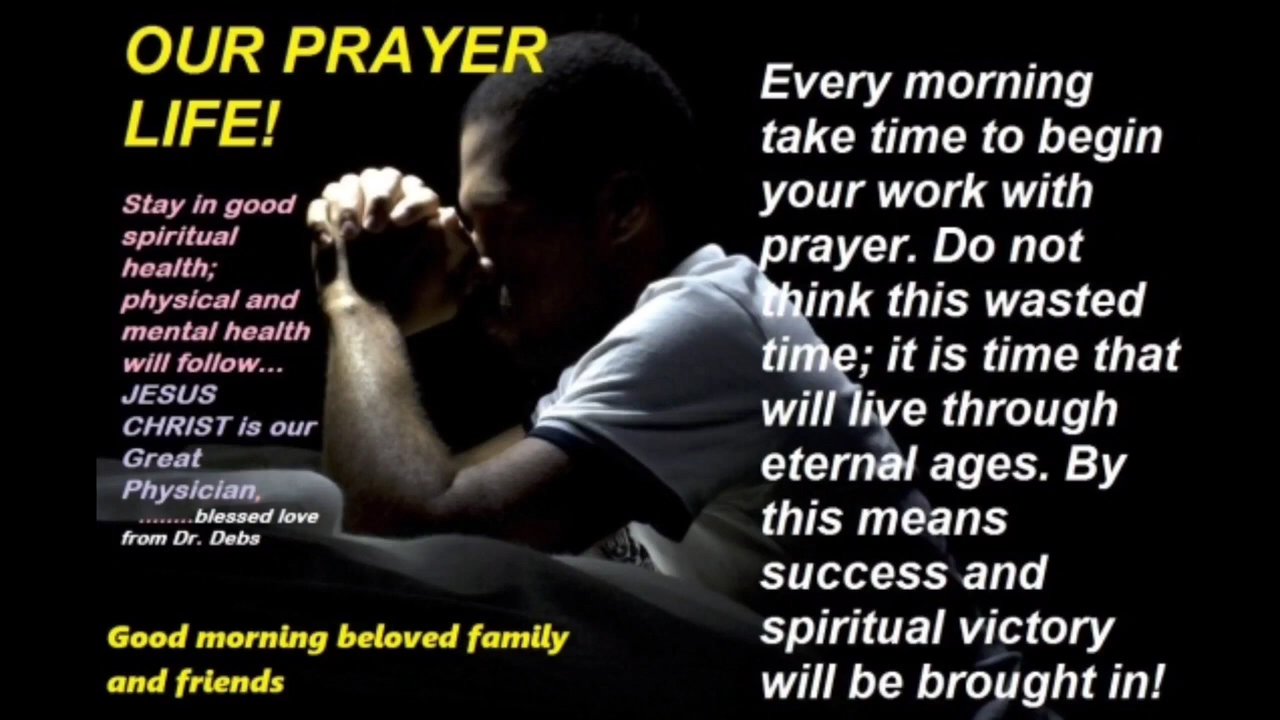 OUR PRAYER
LIFE!
Stay in good
spiritual
health;
physical and
mental health
will follow...
JESUS
CHRIST is our
Great
Physician,
........blessed love
from Dr. Debs
Good morning beloved family
and friends
Every morning
take time to begin
your work with
prayer. Do not
think this wasted
time; it is time that
will live through
eternal ages. By
this means
success and
spiritual victory
will be brought in!